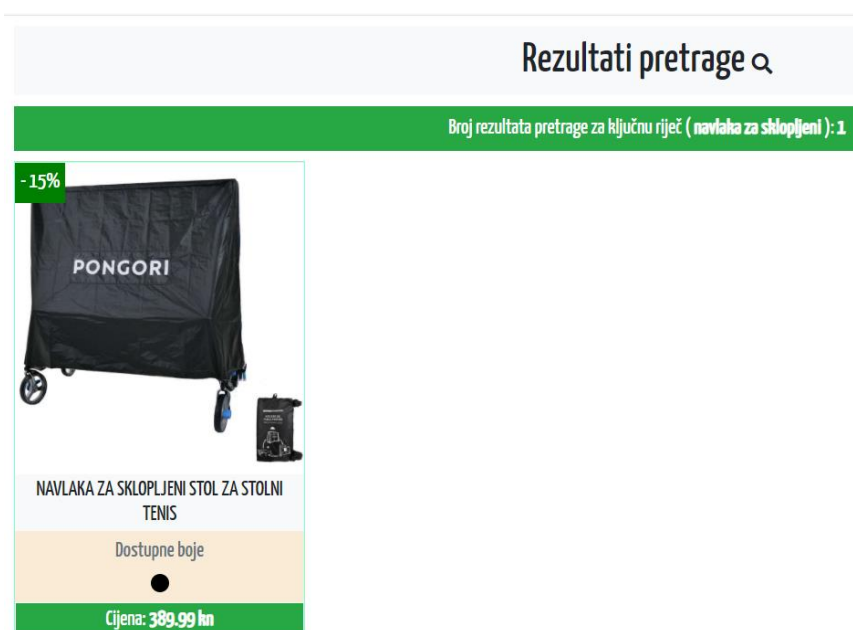 Rezultati pretrage
Broj rezultata pretrage za ključnu riječ ( navlaka za sklopljeni ): 1
- 15%
PONGORI
NAVLAKA ZA SKLOPLJENI STOL ZA STOLNI
TENIS
Dostupne boje
Cijena: 389.99 kn